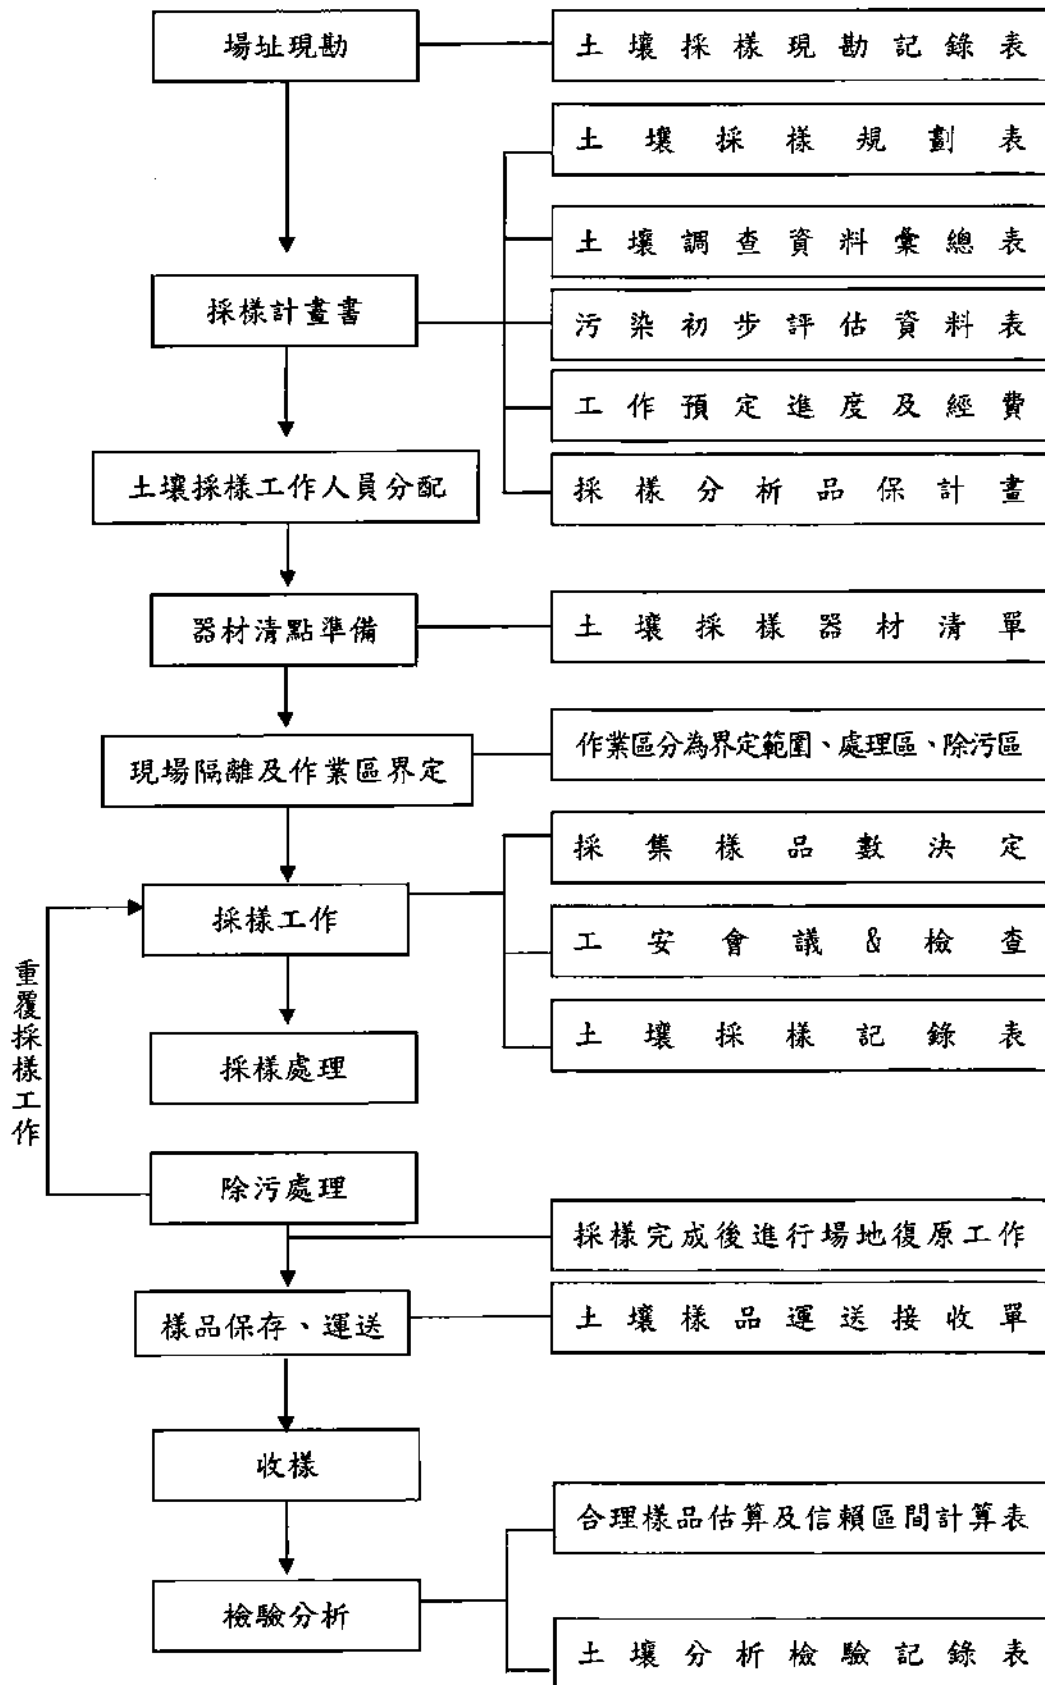 場址現勘
土壤採樣現勘記錄表
土壤採樣規劃表
土壤調查資料彙總表
採樣計畫書
污染初步評估資料表
工作預定進度及經費
土壤採樣工作人員分配
採樣分析品保計畫
器材清點準備
土壤採樣器材清單
現場隔離及作業區界定
作業區分為界定範圍、處理區、除污區
採集樣品數決定
採樣工作
工安會議&檢查
重覆採樣工作
採樣處理
土壤採樣記錄表
除污處理
採樣完成後進行場地復原工作
樣品保存、運送
土壤樣品運送接收單
收樣
合理樣品估算及信賴區間計算表
檢驗分析
土壤分析檢驗記錄表